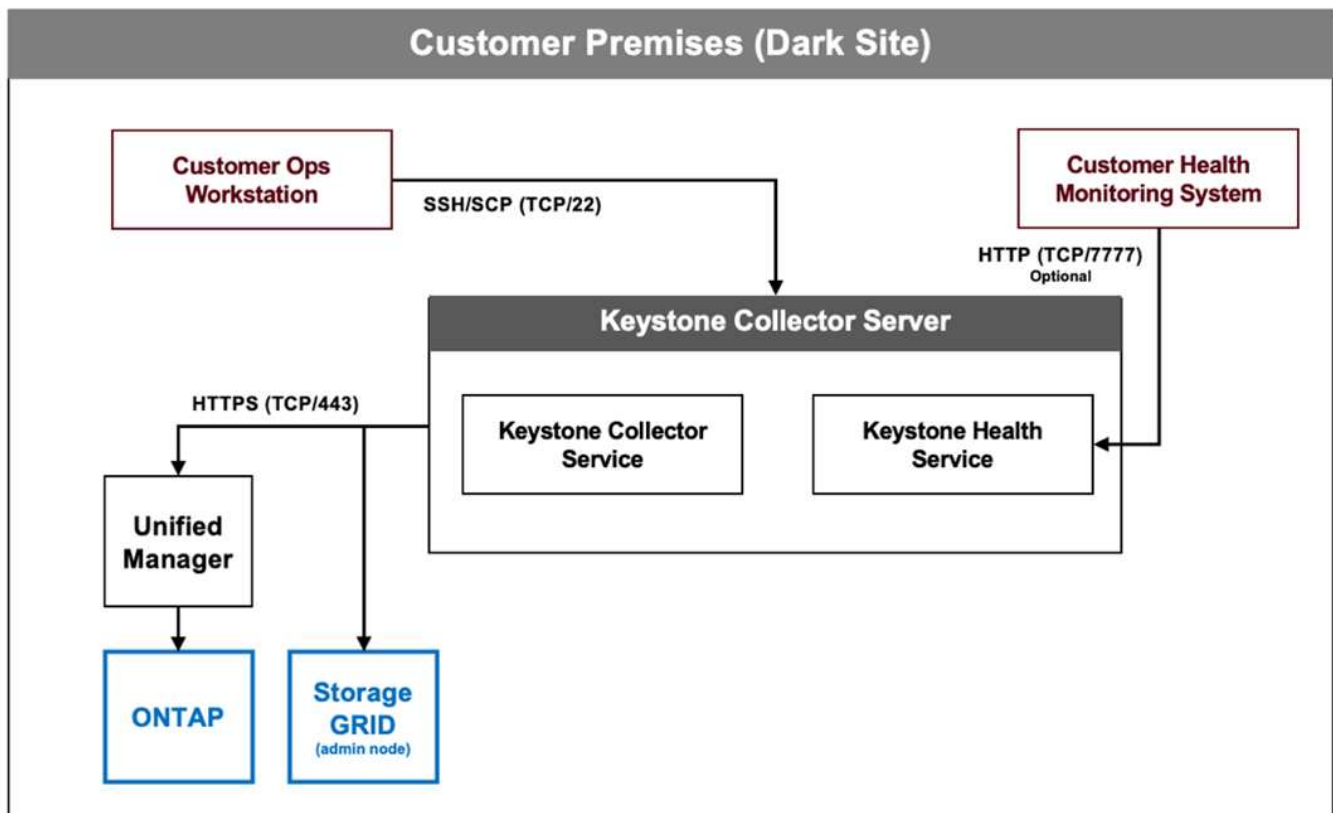 Customer Premises (Dark Site)
Customer Ops
Workstation
SSH/SCP (TCP/22)
Customer Health
Monitoring System
HTTP (TCP/7777)
Optional
Keystone Collector Server
Keystone Collector
Service
Keystone Health
Service
HTTPS (TCP/443)
Unified
Manager
ONTAP
Storage
GRID
(admin node)